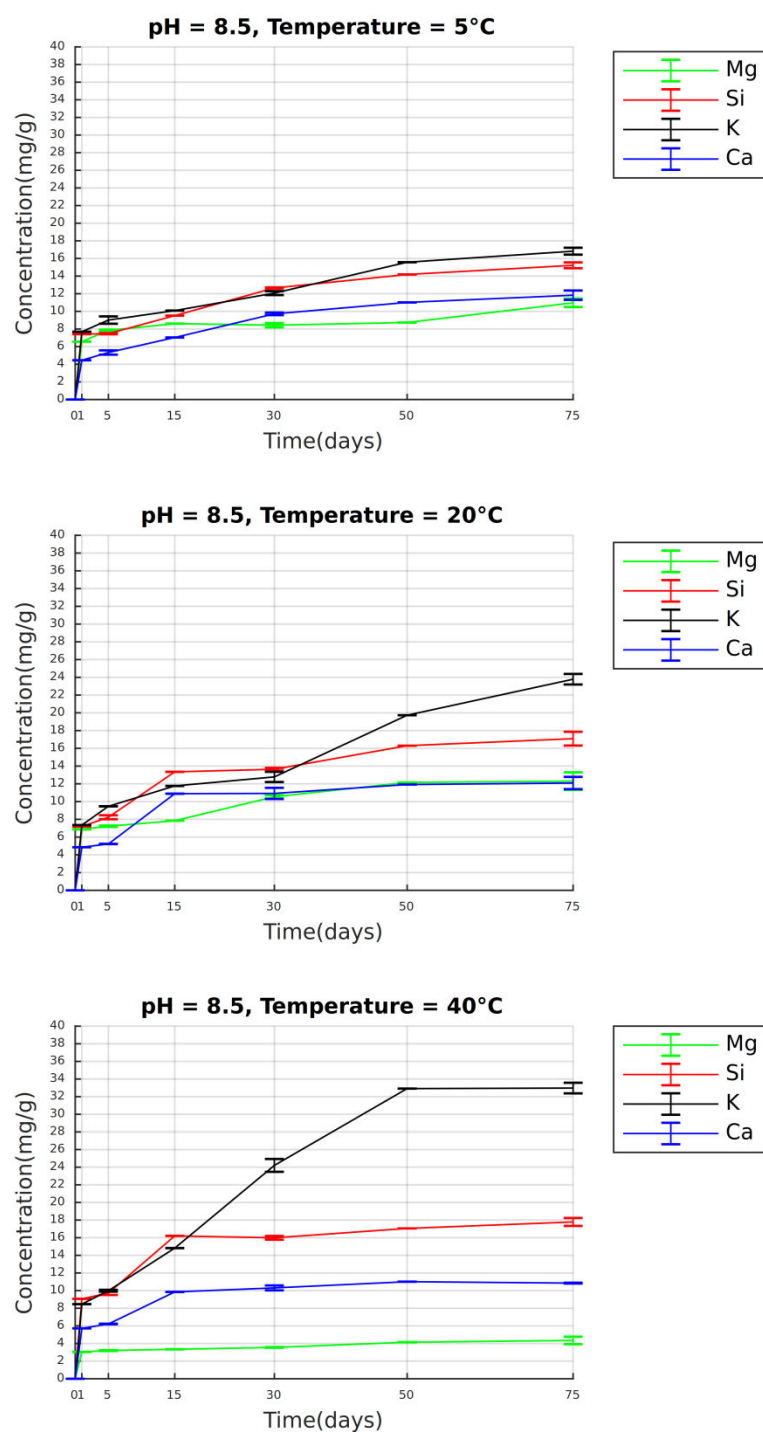 pH = 8.5, Temperature = 5°C
40
38
36
34
32
30
28
26
24
22
20
18
16
14
12
10
8
6
4
2
0
Concentration(mg/g)
01 5 15 30 50 75
Time(days)
Mg
Si
K
Ca
pH = 8.5, Temperature = 20°C
40
38
36
34
32
30
28
26
24
22
20
18
16
14
12
10
8
6
4
2
0
Concentration(mg/g)
01 5 15 30 50 75
Time(days)
Mg
Si
K
Ca
pH = 8.5, Temperature = 40°C
40
38
36
34
32
30
28
26
24
22
20
18
16
14
12
10
8
6
4
2
0
Concentration(mg/g)
01 5 15 30 50 75
Time(days)
Mg
Si
K
Ca